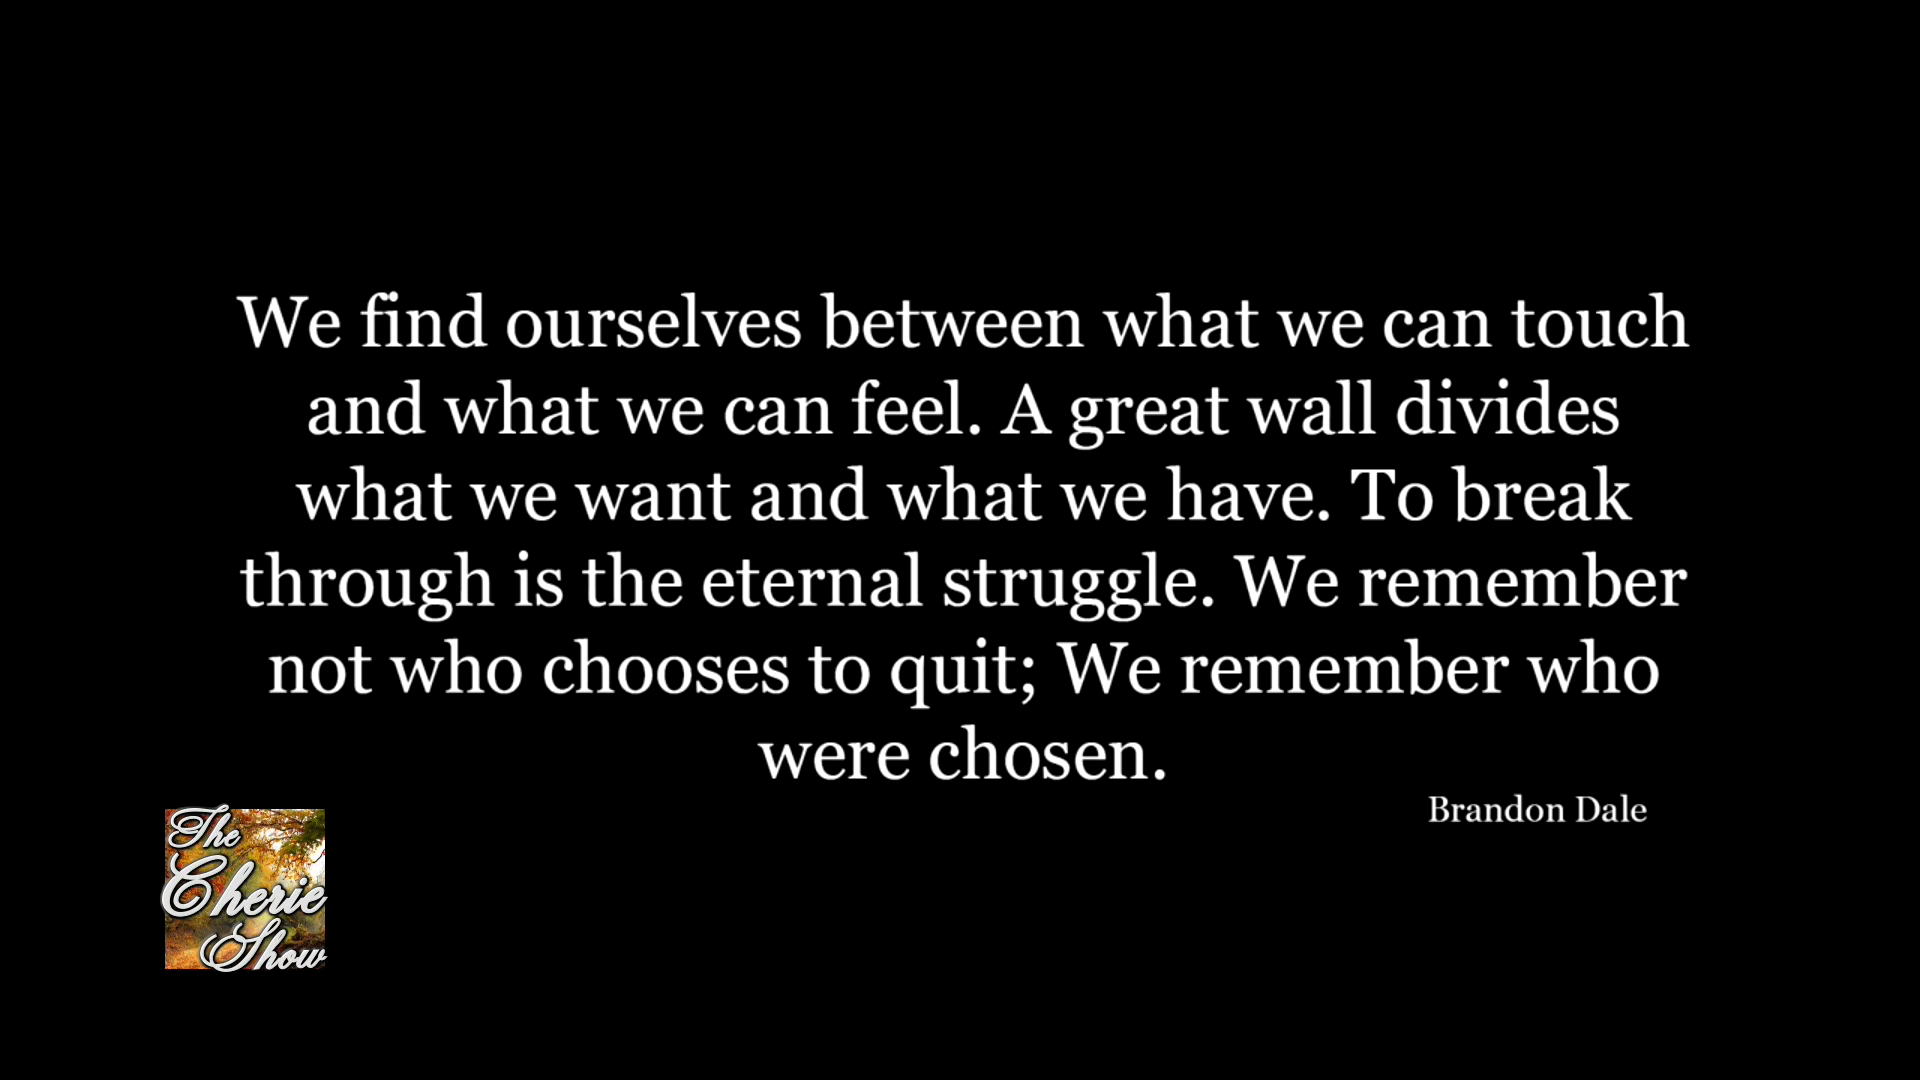 We find ourselves between what we can touch
and what we can feel. A great wall divides
what we want and what we have. To break
through is the eternal struggle. We remember
not who chooses to quit; We remember who
were chosen.
Brandon Dale
The
Cherie
Show